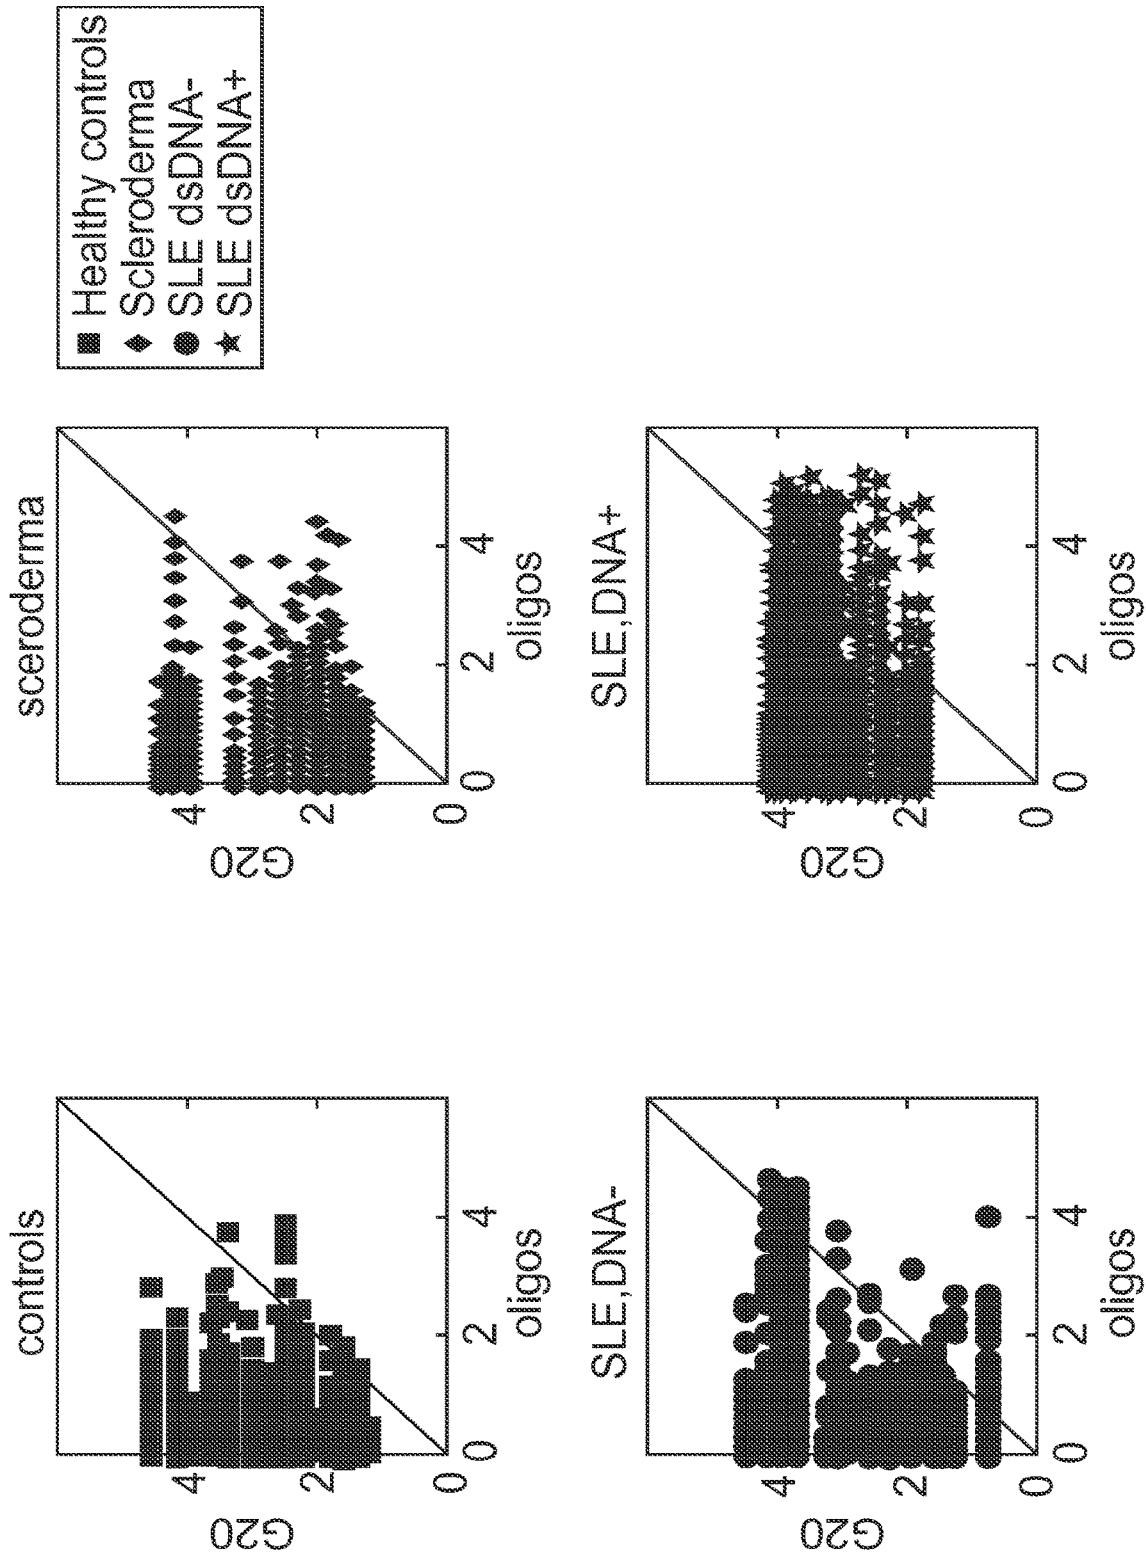 controls
G20
4
2
0
0
2
4
oligos
sceroderma
G20
4
2
0
0
2
4
oligos
Healthy controls
Scleroderma
SLE dsDNA-
SLE dsDNA+
SLE,DNA-
G20
4
2
0
0
2
4
oligos
SLE,DNA+
G20
4
2
0
0
2
4
oligos